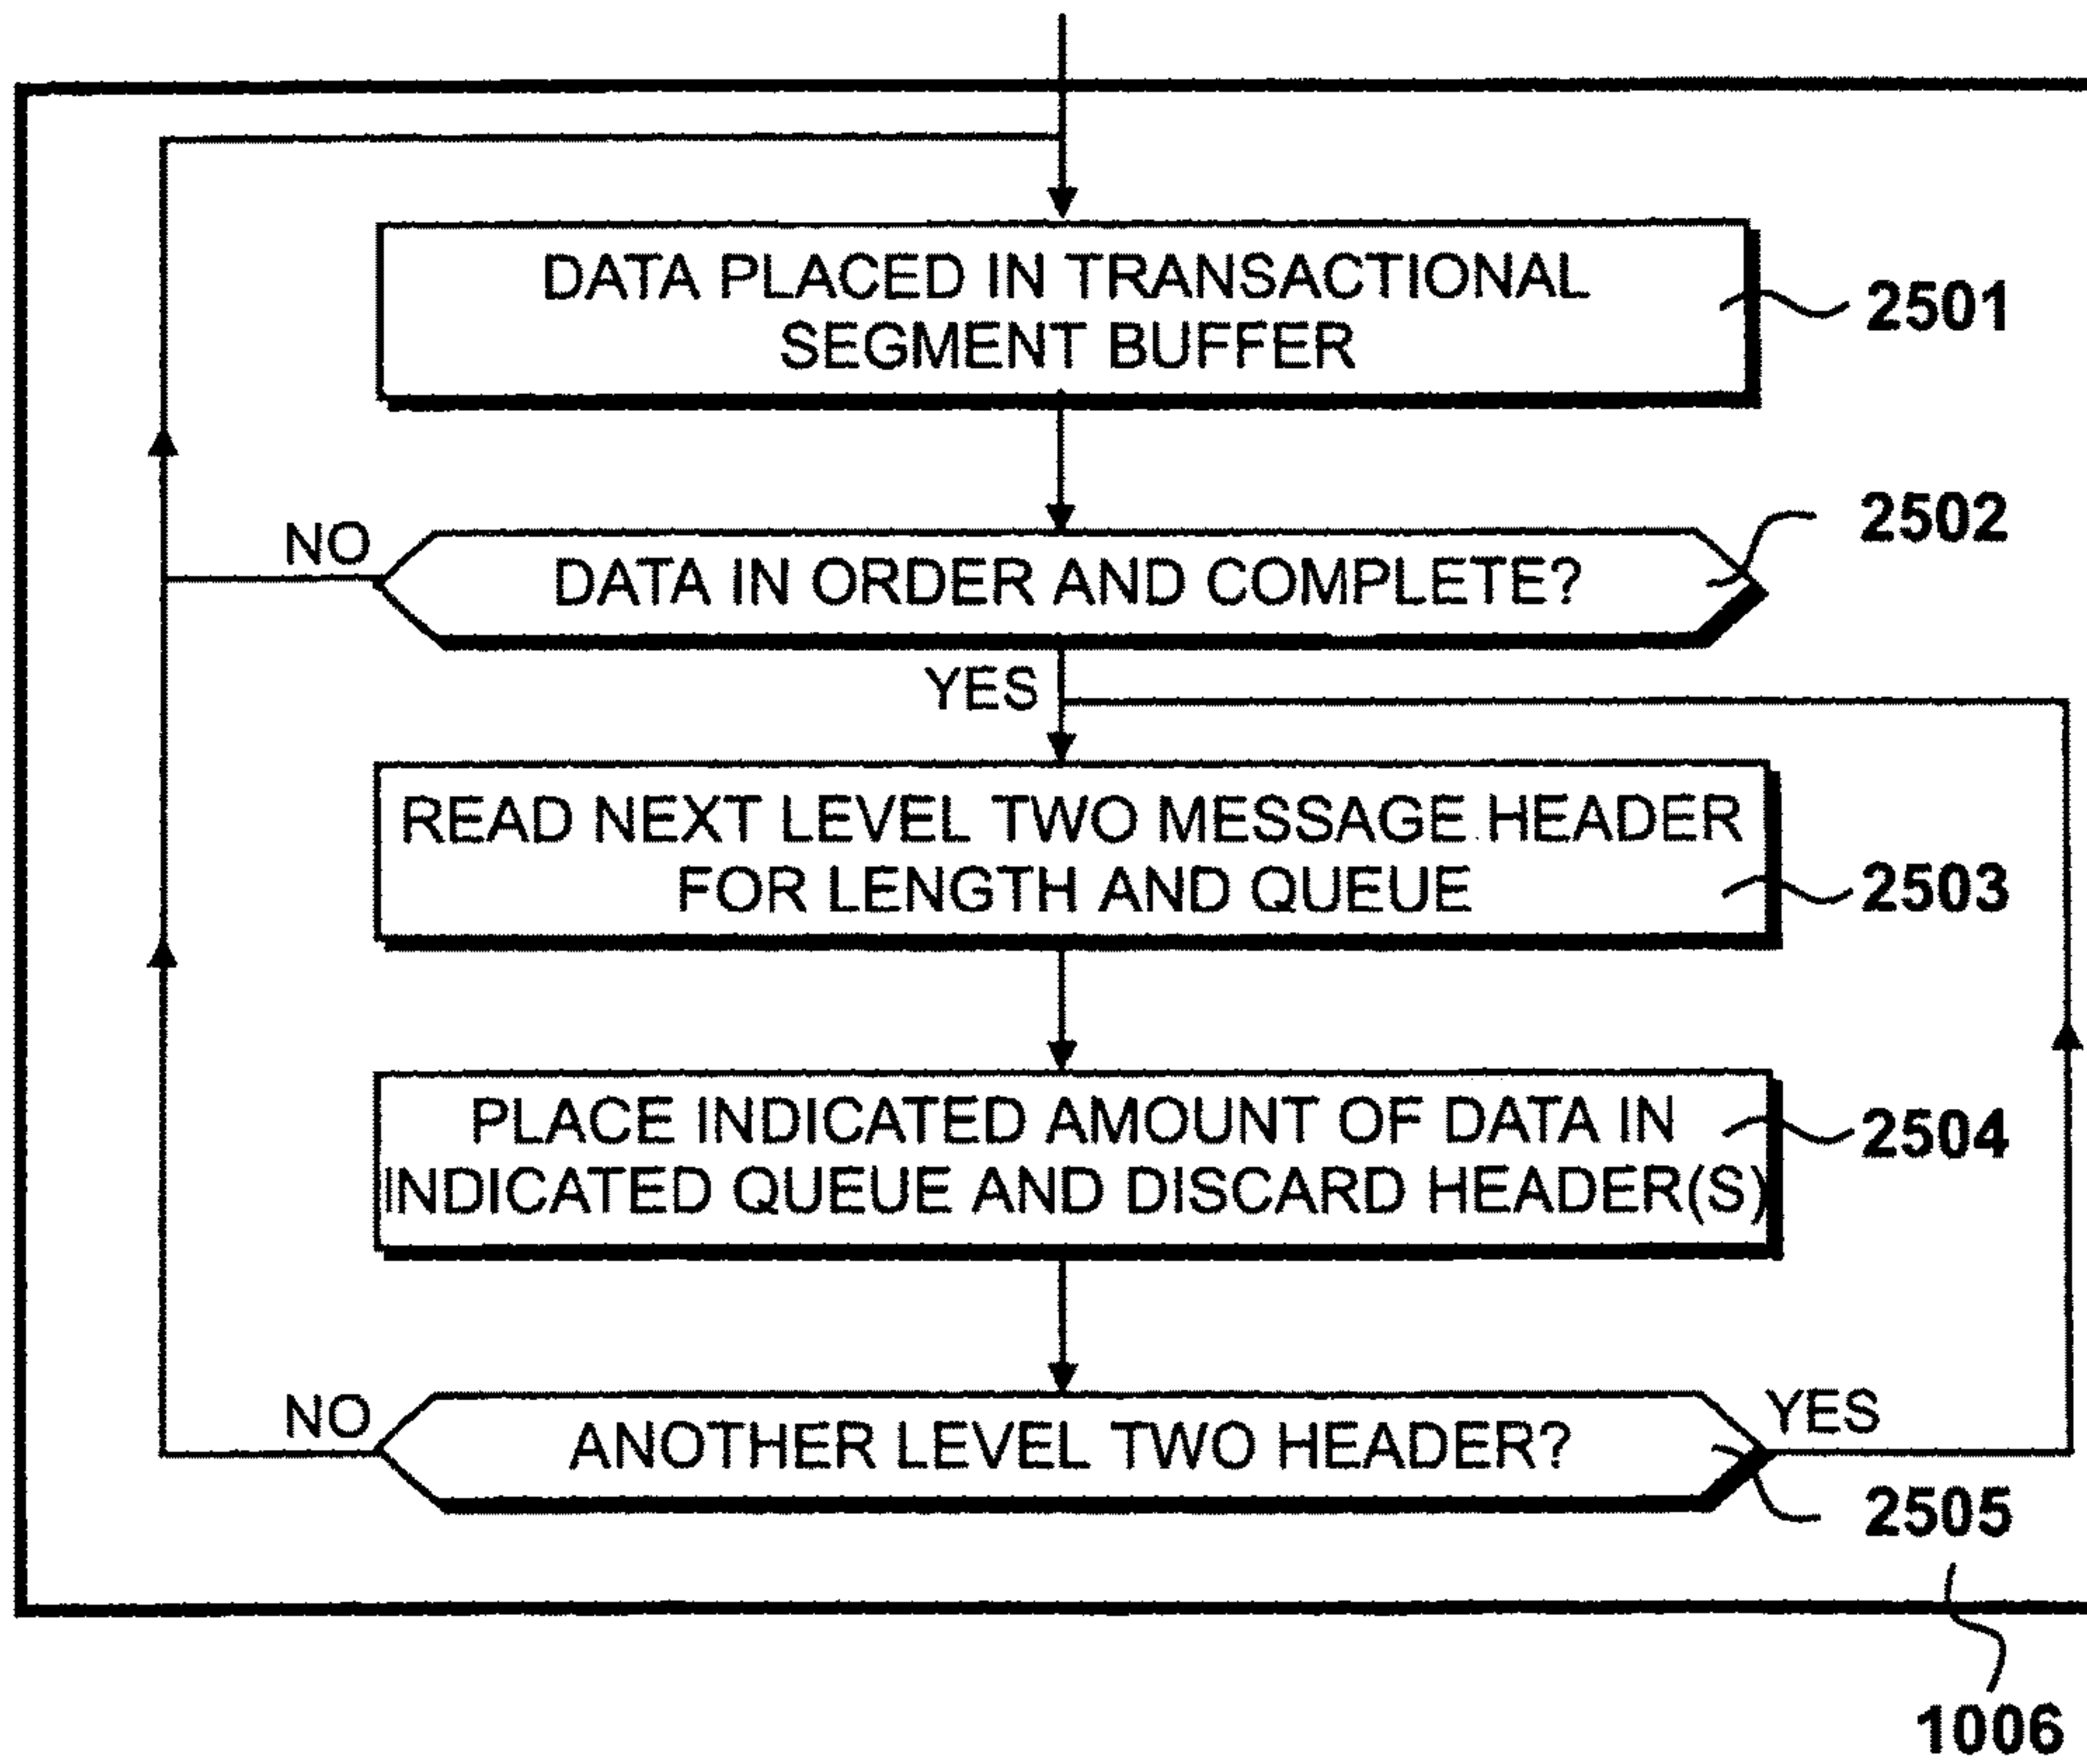 DATA PLACED IN TRANSACTIONAL
SEGMENT BUFFER
2501
NO
DATA IN ORDER AND COMPLETE?
2502
YES
READ NEXT LEVEL TWO MESSAGE HEADER
FOR LENGTH AND QUEUE
2503
PLACE INDICATED AMOUNT OF DATA IN
INDICATED QUEUE AND DISCARD HEADER(S)
2504
NO
ANOTHER LEVEL TWO HEADER?
YES
2505
1006